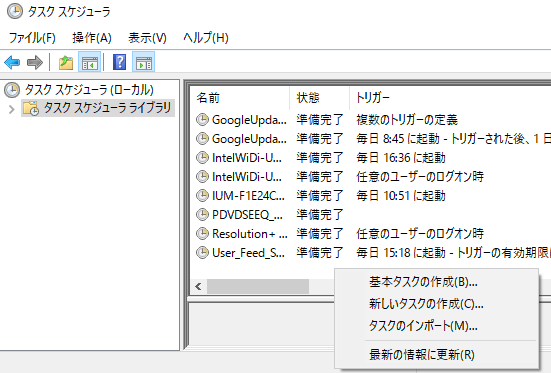 タスク スケジューラ
ファイル(F) 操作(A) 表示(V) ヘルプ(H)
タスク スケジューラ (ローカル)
タスク スケジューラ ライブラリ
名前 状態 トリガー
GoogleUpda... 準備完了 複数のトリガーの定義
GoogleUpda... 準備完了 毎日 8:45 に起動 - トリガーされた後、1 日
IntelWiDi-U... 準備完了 毎日 16:36 に起動
IntelWiDi-U... 準備完了 任意のユーザーのログオン時
IUM-F1E24C... 準備完了 毎日 10:51 に起動
PDVDSEEQ_... 準備完了
Resolution+ ... 準備完了 任意のユーザーのログオン時
User_Feed_S... 準備完了 毎日 15:18 に起動 - トリガーの有効期限に
基本タスクの作成(B)...
新しいタスクの作成(C)...
タスクのインポート(M)...
最新の情報に更新(R)